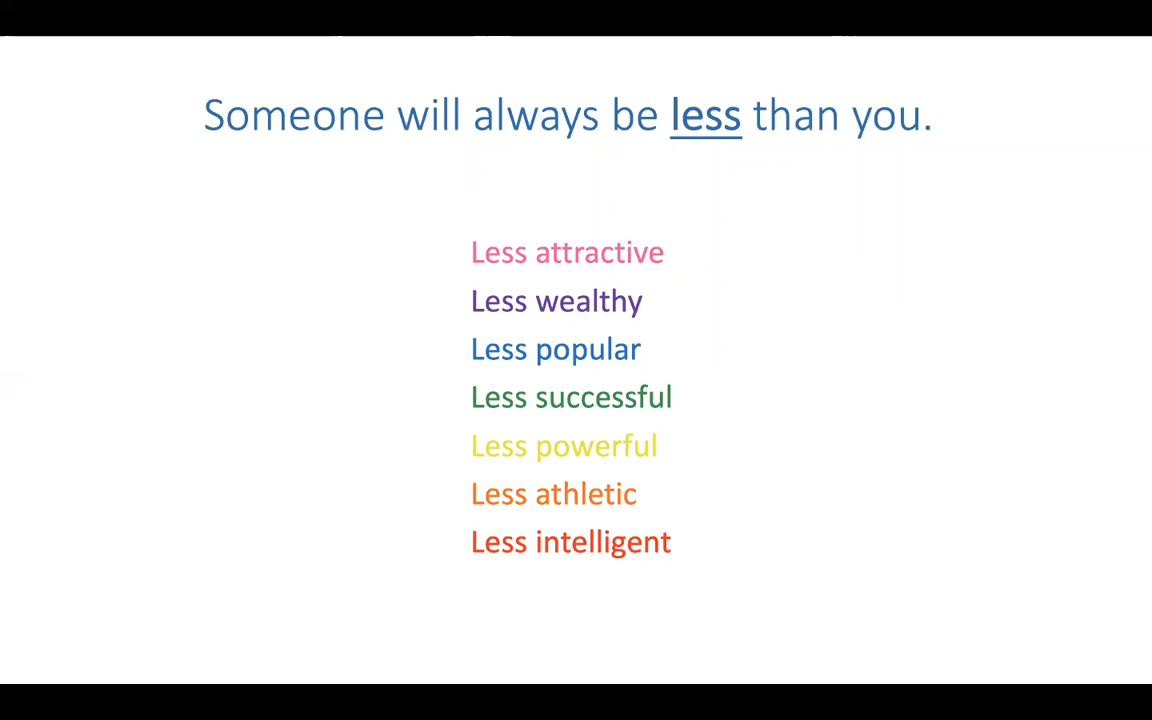 Someone will always be less than you.
Less attractive
Less wealthy
Less popular
Less successful
Less powerful
Less athletic
Less intelligent